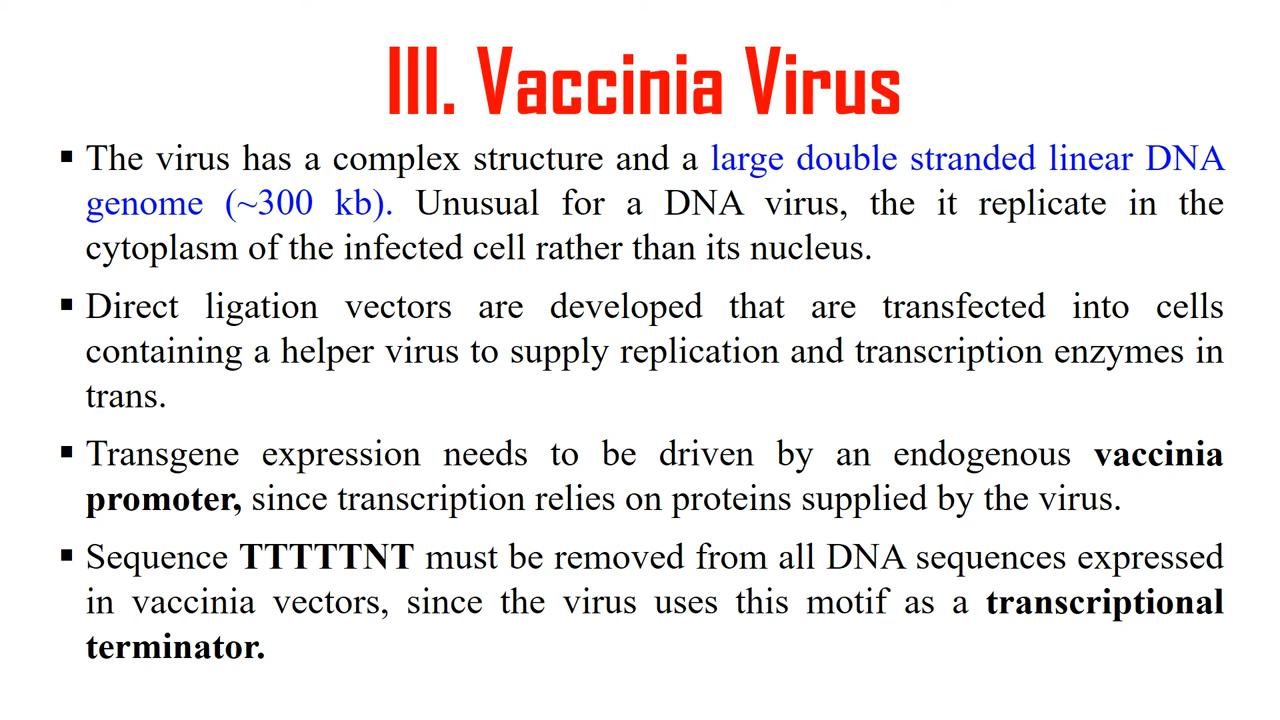 III. Vaccinia Virus
▪ The virus has a complex structure and a large double stranded linear DNA
genome (~300 kb). Unusual for a DNA virus, the it replicate in the
cytoplasm of the infected cell rather than its nucleus.
▪ Direct ligation vectors are developed that are transfected into cells
containing a helper virus to supply replication and transcription enzymes in
trans.
▪ Transgene expression needs to be driven by an endogenous vaccinia
promoter, since transcription relies on proteins supplied by the virus.
▪ Sequence TTTTTNT must be removed from all DNA sequences expressed
in vaccinia vectors, since the virus uses this motif as a transcriptional
terminator.